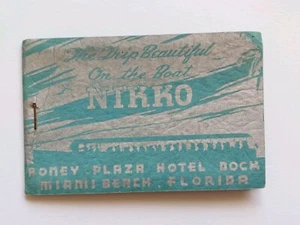 The Trip Beautiful
On the Boat
NIKKO
RONEY PLAZA HOTEL DOCK
MIAMI BEACH FLORIDA